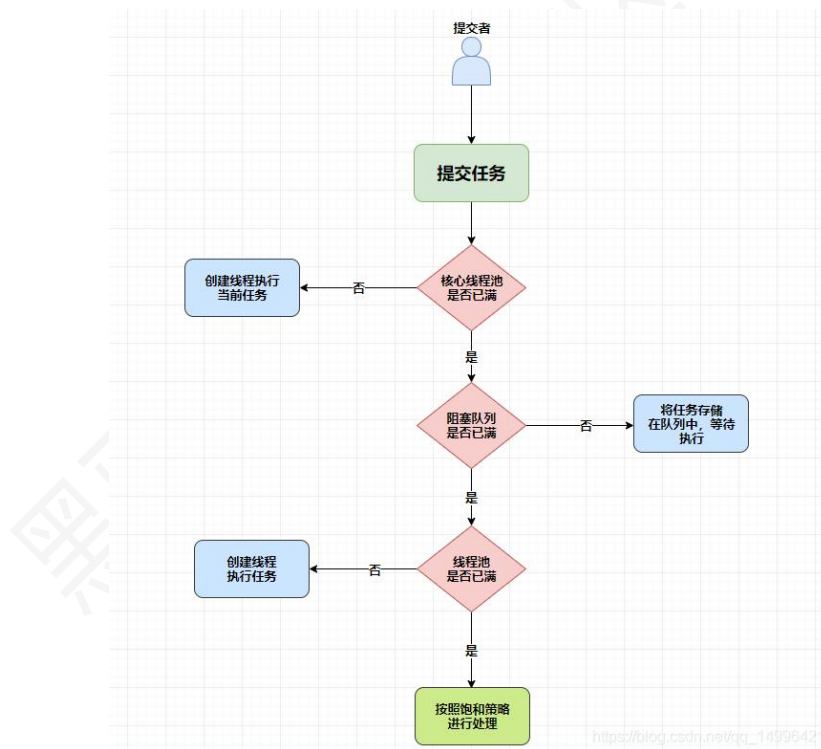 提交者
提交任务
核心线程池
是否已满
否
创建线程执行
当前任务
是
阻塞队列
是否已满
否
将任务存储
在队列中，等待
执行
是
线程池
是否已满
否
创建线程
执行任务
是
按照饱和策略
进行处理
https://blog.csdn.net/qq_1499642
黑